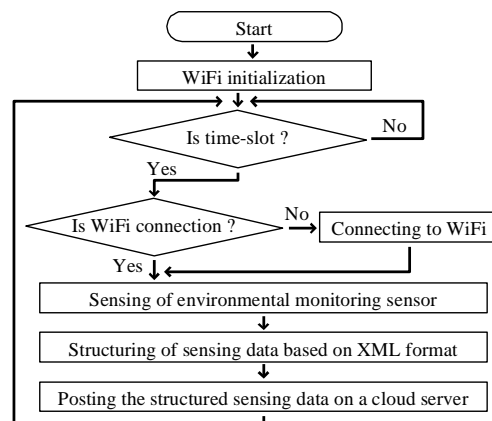 Start
WiFi initialization
Is time-slot ?
No
Yes
Is WiFi connection ?
No
Connecting to WiFi
Yes
Sensing of environmental monitoring sensor
Structuring of sensing data based on XML format
Posting the structured sensing data on a cloud server